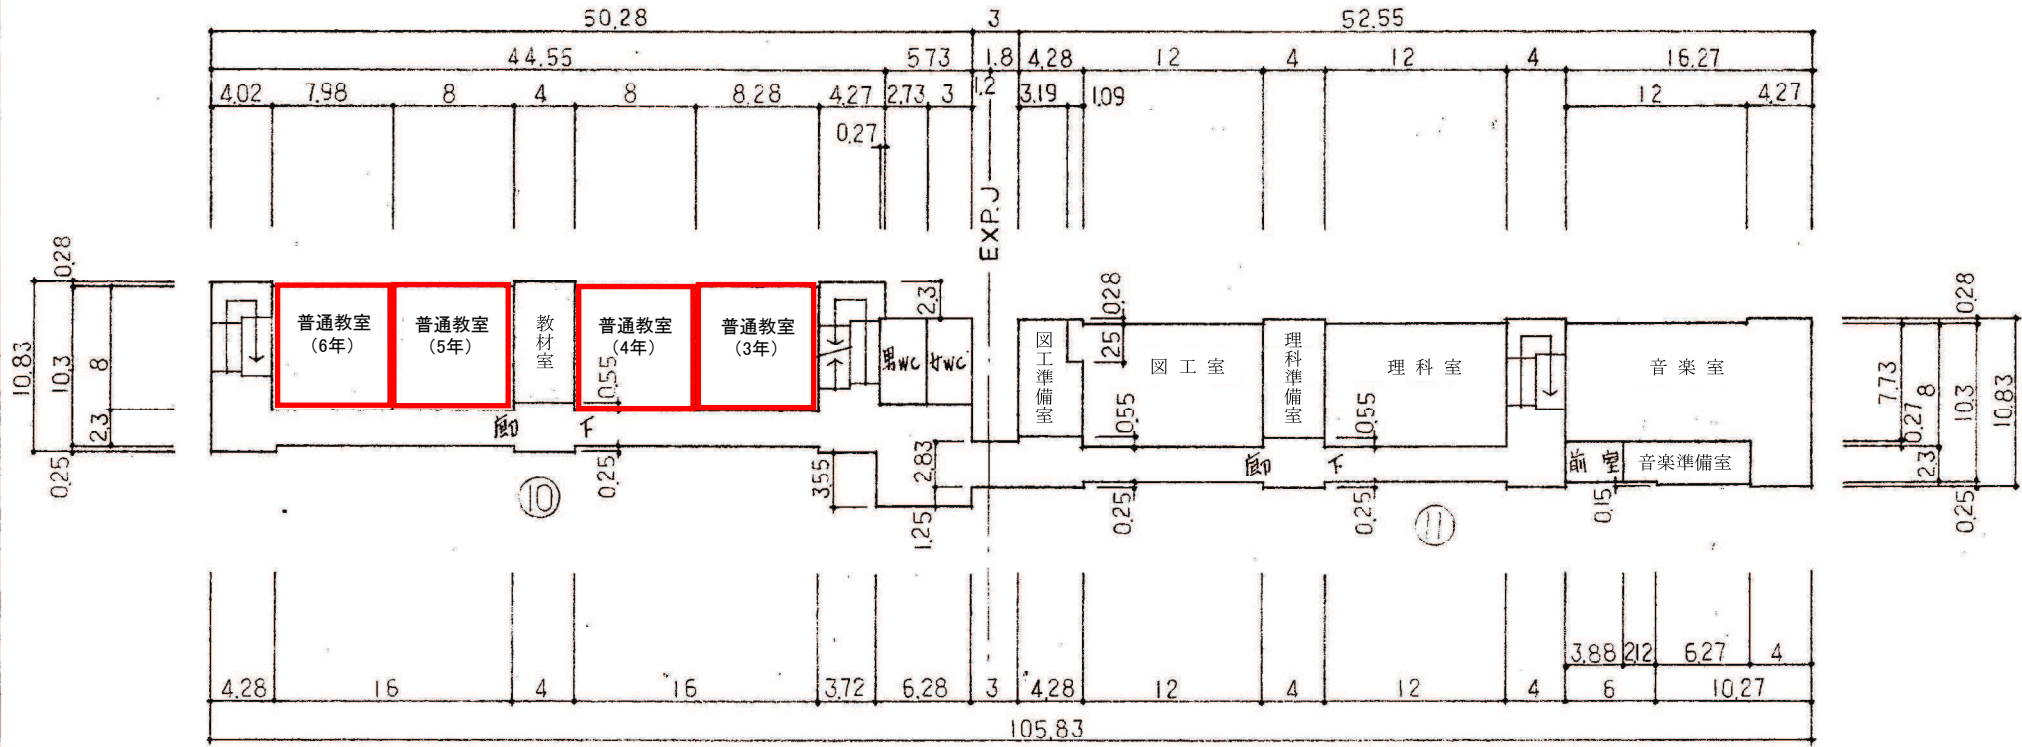 50.28 3 52.55
44.55 5.73 1.8 4.28 12 4 12 4 16.27
4.02 7.98 8 4 8 8.28 4.27 2.73 3 1.2 3.19 1.09 12 4.27
0.27
EXP.J
0.28
10.83
10.3
8
2.3
0.25
普通教室
(6年)
普通教室
(5年)
教材室
普通教室
(4年)
普通教室
(3年)
0.55
男WC
女WC
2.3
廊下
⑩
0.25
3.55
2.83
1.25
図工準備室
0.28
1.25
0.55
図工室
理科準備室
0.55
理科室
音楽室
廊下
前室
音楽準備室
0.25
0.25
⑪
0.15
7.73
0.27
8
2.3
10.3
0.28
10.83
0.25
3.88 2.12 6.27 4
4.28 16 4 16 3.72 6.28 3 4.28 12 4 12 4 6 10.27
105.83